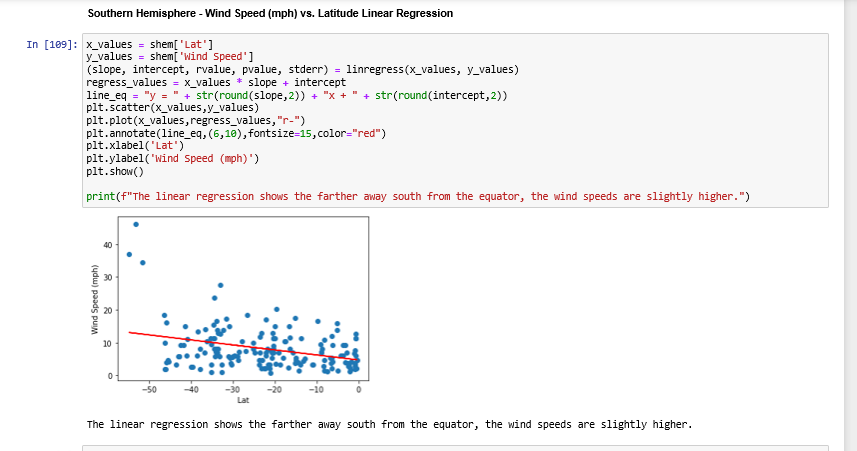 Southern Hemisphere - Wind Speed (mph) vs. Latitude Linear Regression
In [109]: x_values = shem['Lat']
y_values = shem['Wind Speed']
(slope, intercept, rvalue, pvalue, stderr) = linregress(x_values, y_values)
regress_values = x_values * slope + intercept
line_eq = "y = " + str(round(slope,2)) + "x + " + str(round(intercept,2))
plt.scatter(x_values,y_values)
plt.plot(x_values,regress_values,"r-")
plt.annotate(line_eq,(6,10),fontsize=15,color="red")
plt.xlabel('Lat')
plt.ylabel('Wind Speed (mph)')
plt.show()
print(f"The linear regression shows the farther away south from the equator, the wind speeds are slightly higher.")
Wind Speed (mph)
40
30
20
10
0
−50 −40 −30 −20 −10 0
Lat
The linear regression shows the farther away south from the equator, the wind speeds are slightly higher.